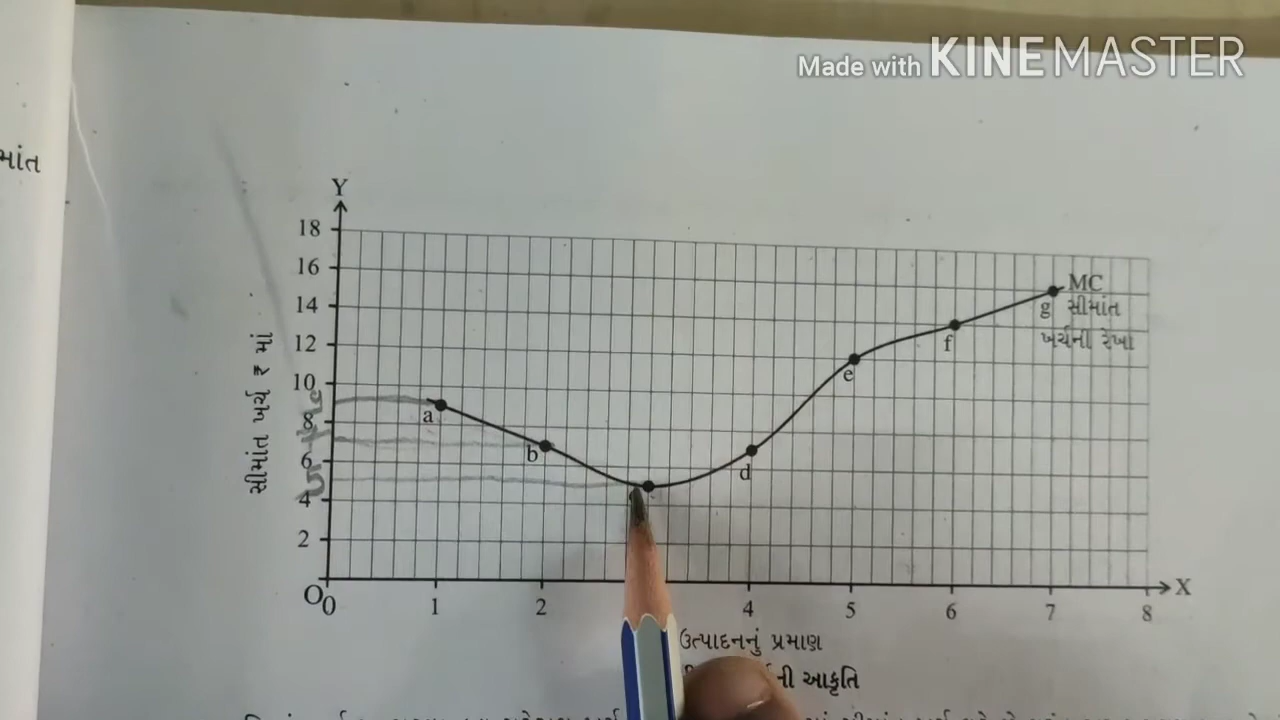 Made with KINEMASTER
માંત
Y
18
16
14
12
10
8
6
4
2
O
0
1
2
4
5
6
7
8
X
સીમાંત ખર્ચ ₹ માં
a
b
d
e
f
g
MC
સીમાંત
ખર્ચની રેખા
ઉત્પાદનનું પ્રમાણ
ની આકૃતિ